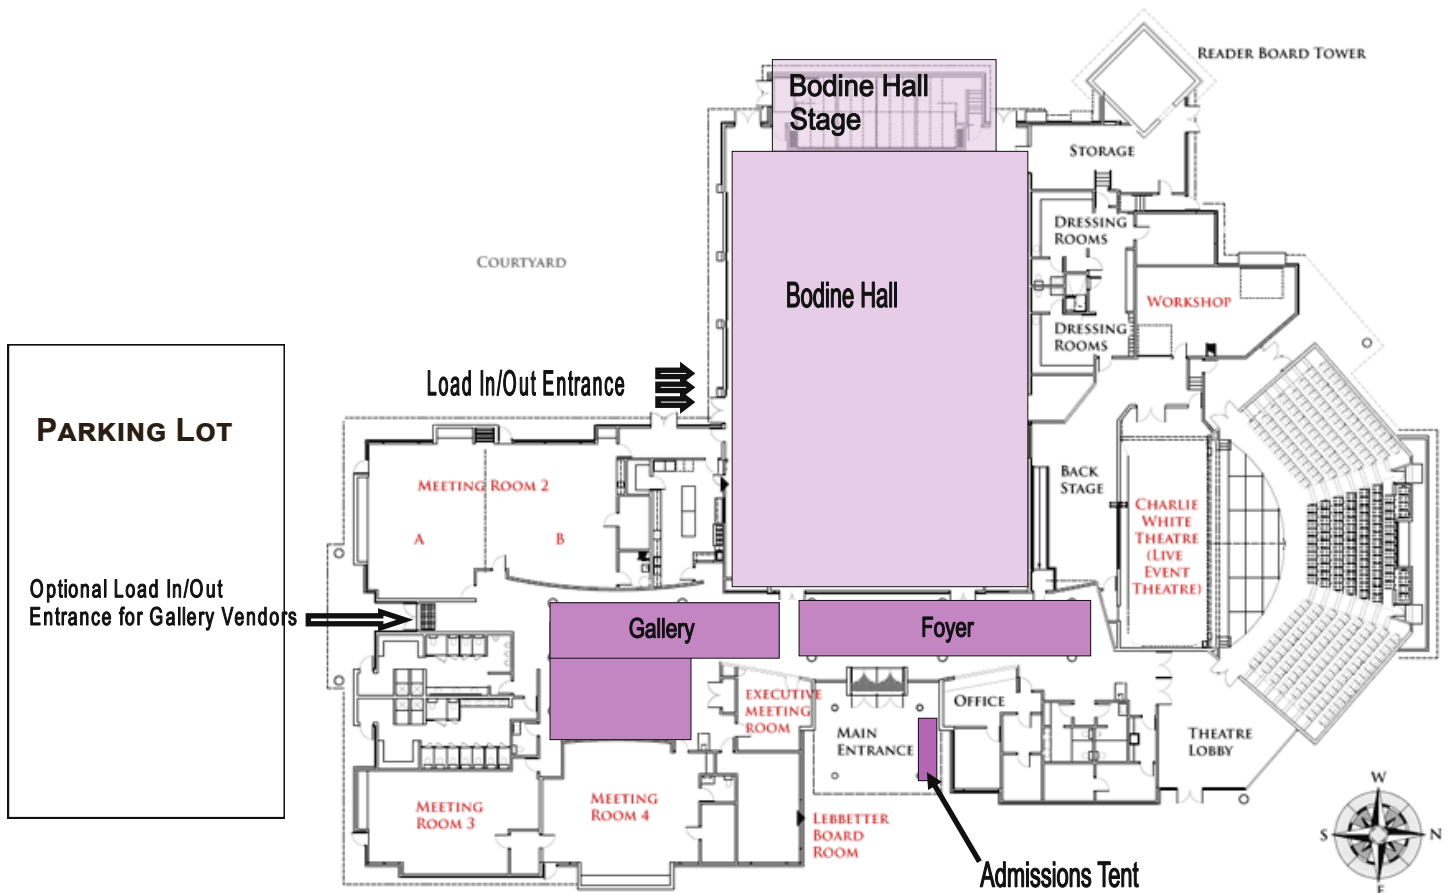 READER BOARD TOWER
Bodine Hall
Stage
STORAGE
DRESSING
ROOMS
COURTYARD
Bodine Hall
WORKSHOP
DRESSING
ROOMS
Load In/Out Entrance
PARKING LOT
BACK
STAGE
MEETING ROOM 2
A
B
CHARLIE
WHITE
THEATRE
(LIVE
EVENT
THEATRE)
Optional Load In/Out
Entrance for Gallery Vendors
Gallery
Foyer
EXECUTIVE
MEETING
ROOM
OFFICE
MAIN
ENTRANCE
THEATRE
LOBBY
MEETING
ROOM 3
MEETING
ROOM 4
LEBBETTER
BOARD
ROOM
Admissions Tent
W
S
N
E